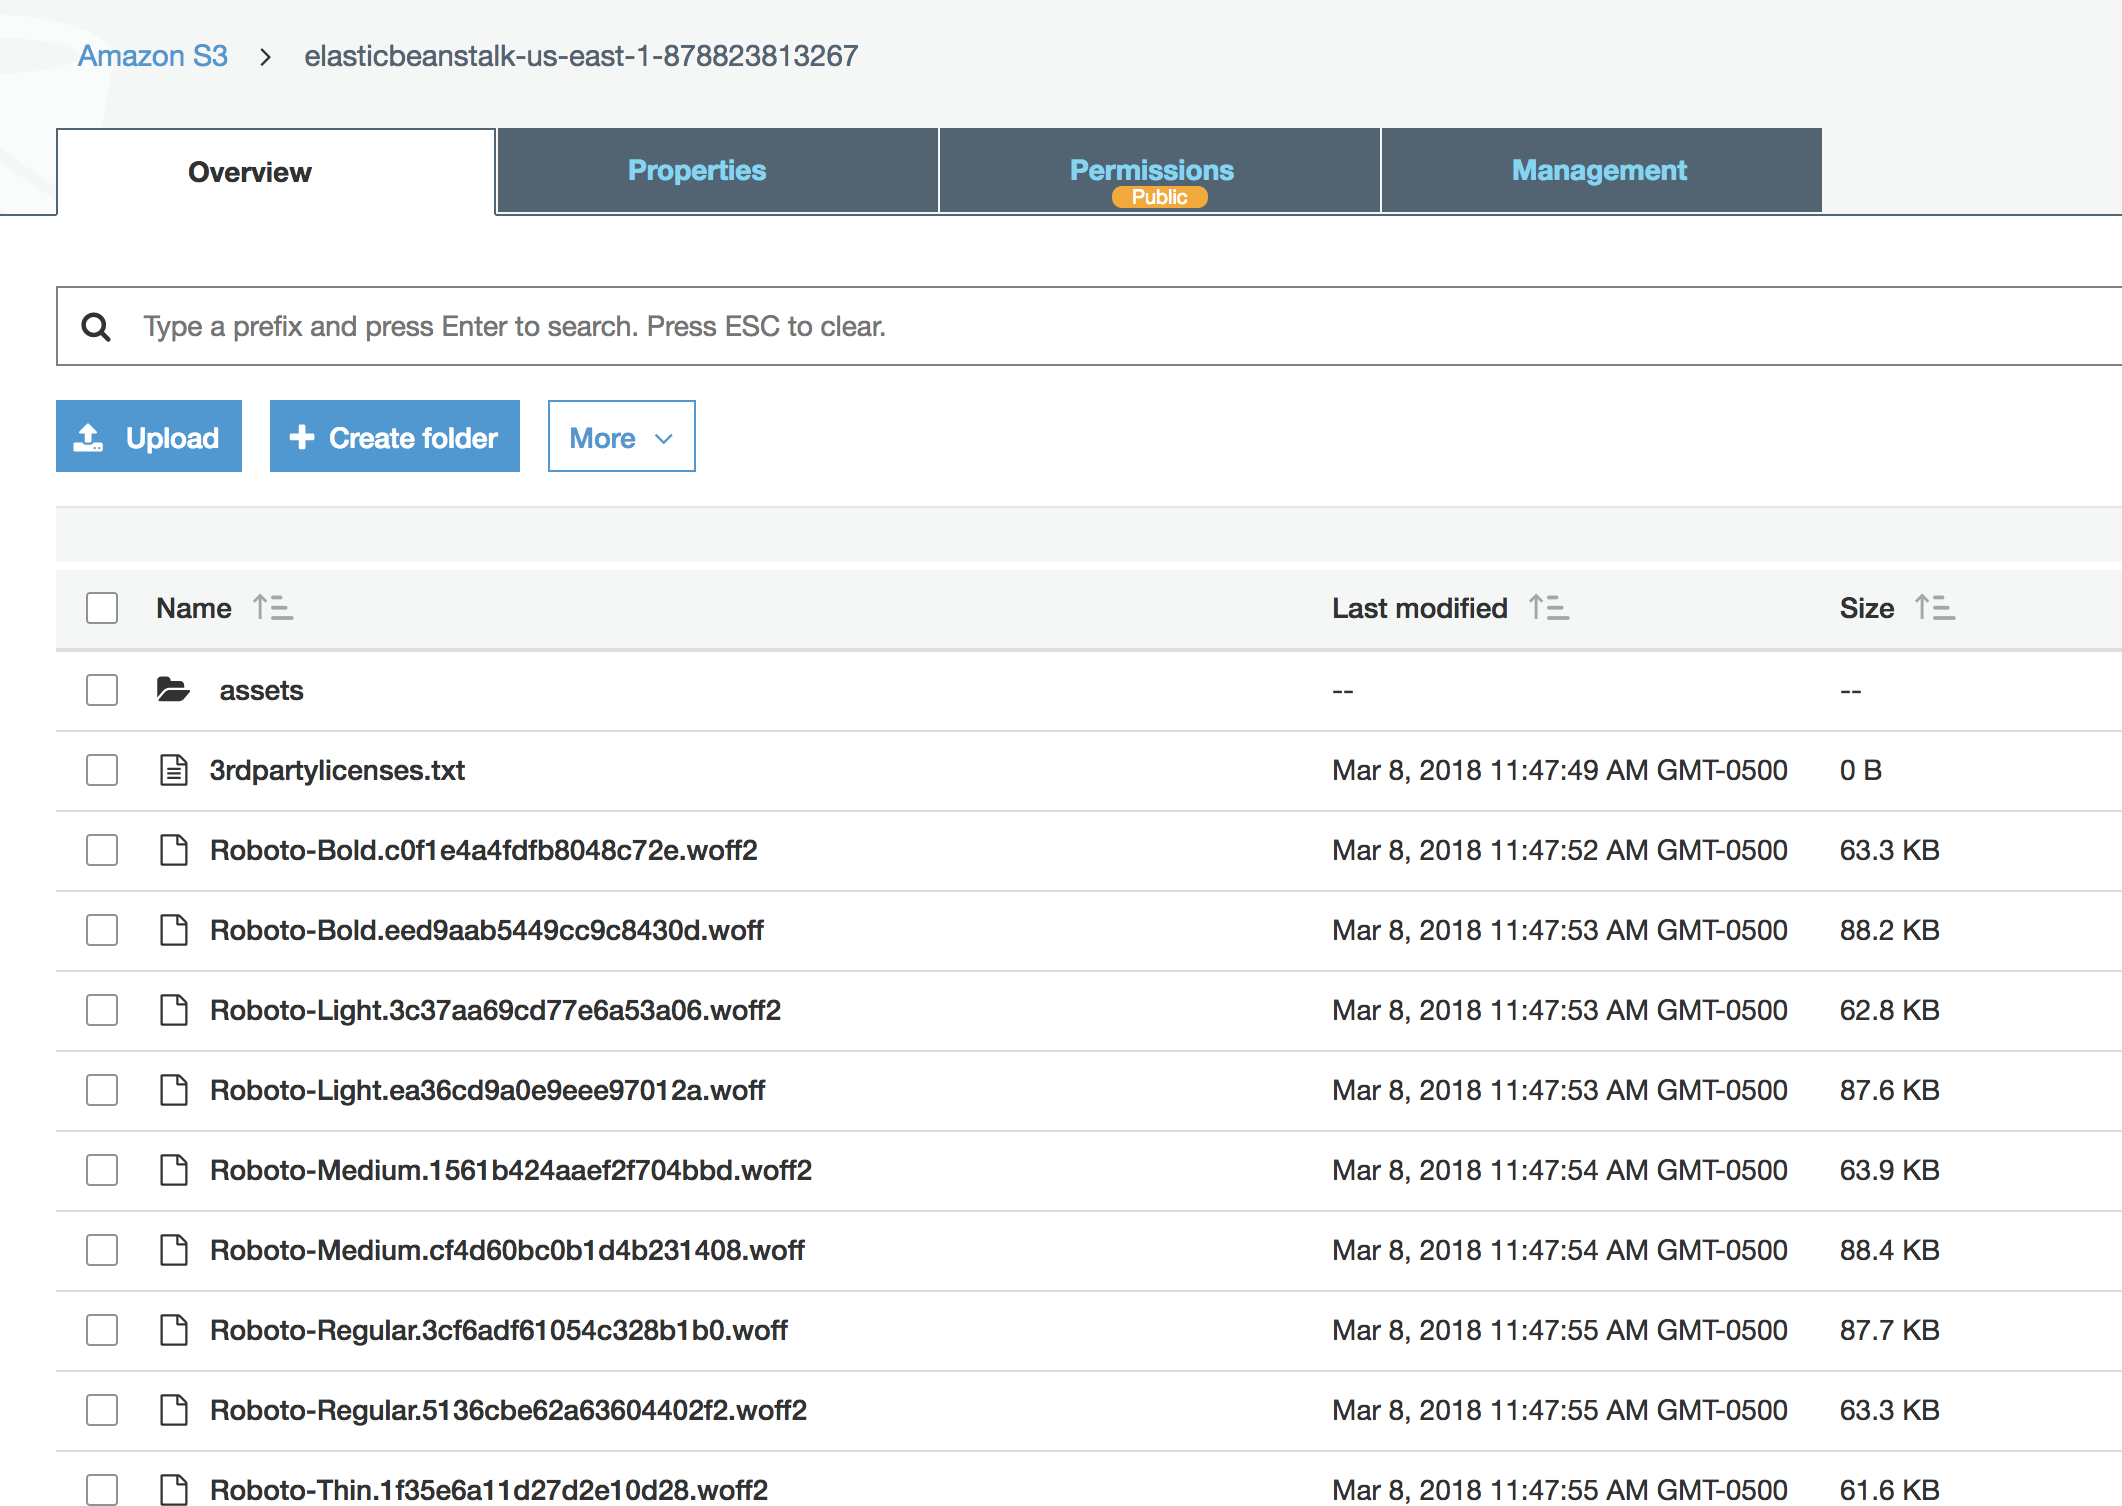 Amazon S3 > elasticbeanstalk-us-east-1-878823813267
Overview Properties Permissions Management
Public
Type a prefix and press Enter to search. Press ESC to clear.
Upload Create folder More
Name Last modified Size
assets -- --
3rdpartylicenses.txt Mar 8, 2018 11:47:49 AM GMT-0500 0 B
Roboto-Bold.c0f1e4a4fdfb8048c72e.woff2 Mar 8, 2018 11:47:52 AM GMT-0500 63.3 KB
Roboto-Bold.eed9aab5449cc9c8430d.woff Mar 8, 2018 11:47:53 AM GMT-0500 88.2 KB
Roboto-Light.3c37aa69cd77e6a53a06.woff2 Mar 8, 2018 11:47:53 AM GMT-0500 62.8 KB
Roboto-Light.ea36cd9a0e9eee97012a.woff Mar 8, 2018 11:47:53 AM GMT-0500 87.6 KB
Roboto-Medium.1561b424aaef2f704bbd.woff2 Mar 8, 2018 11:47:54 AM GMT-0500 63.9 KB
Roboto-Medium.cf4d60bc0b1d4b231408.woff Mar 8, 2018 11:47:54 AM GMT-0500 88.4 KB
Roboto-Regular.3cf6adf61054c328b1b0.woff Mar 8, 2018 11:47:55 AM GMT-0500 87.7 KB
Roboto-Regular.5136cbe62a63604402f2.woff2 Mar 8, 2018 11:47:55 AM GMT-0500 63.3 KB
Roboto-Thin.1f35e6a11d27d2e10d28.woff2 Mar 8, 2018 11:47:55 AM GMT-0500 61.6 KB